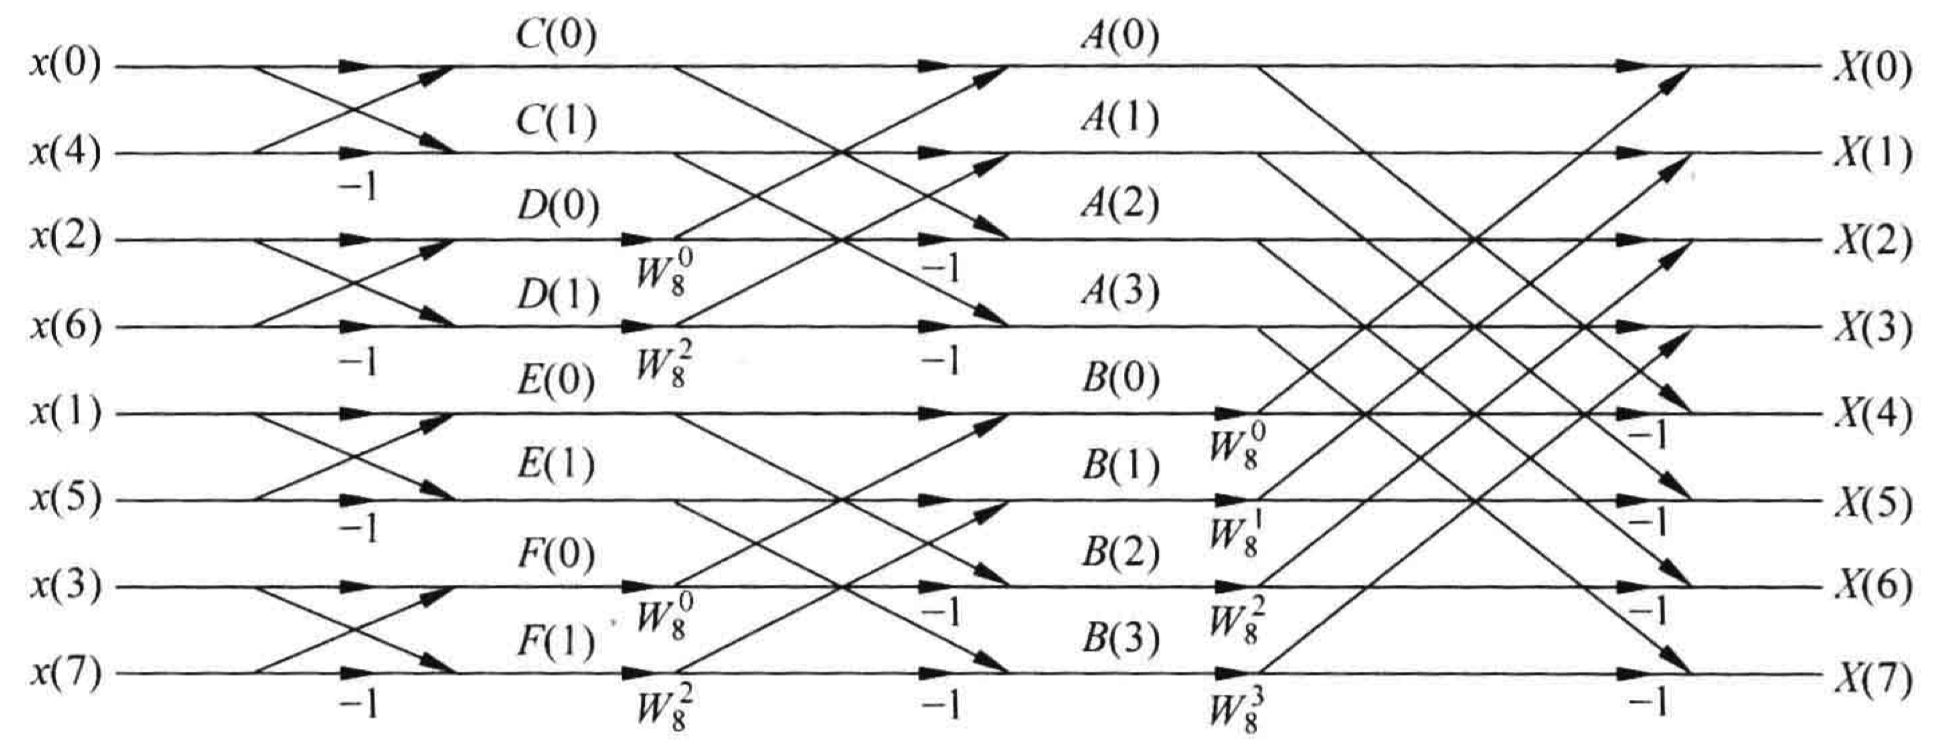 C(0) A(0)
x(0) X(0)
C(1) A(1)
x(4) X(1)
-1
D(0) A(2)
x(2) X(2)
W_8^0 -1
D(1) A(3)
x(6) X(3)
-1 W_8^2 -1
E(0) B(0)
x(1) X(4)
W_8^0 -1
E(1) B(1)
x(5) X(5)
-1 W_8^1 -1
F(0) B(2)
x(3) X(6)
W_8^0 -1 W_8^2 -1
F(1) B(3)
x(7) X(7)
-1 W_8^2 -1 W_8^3 -1